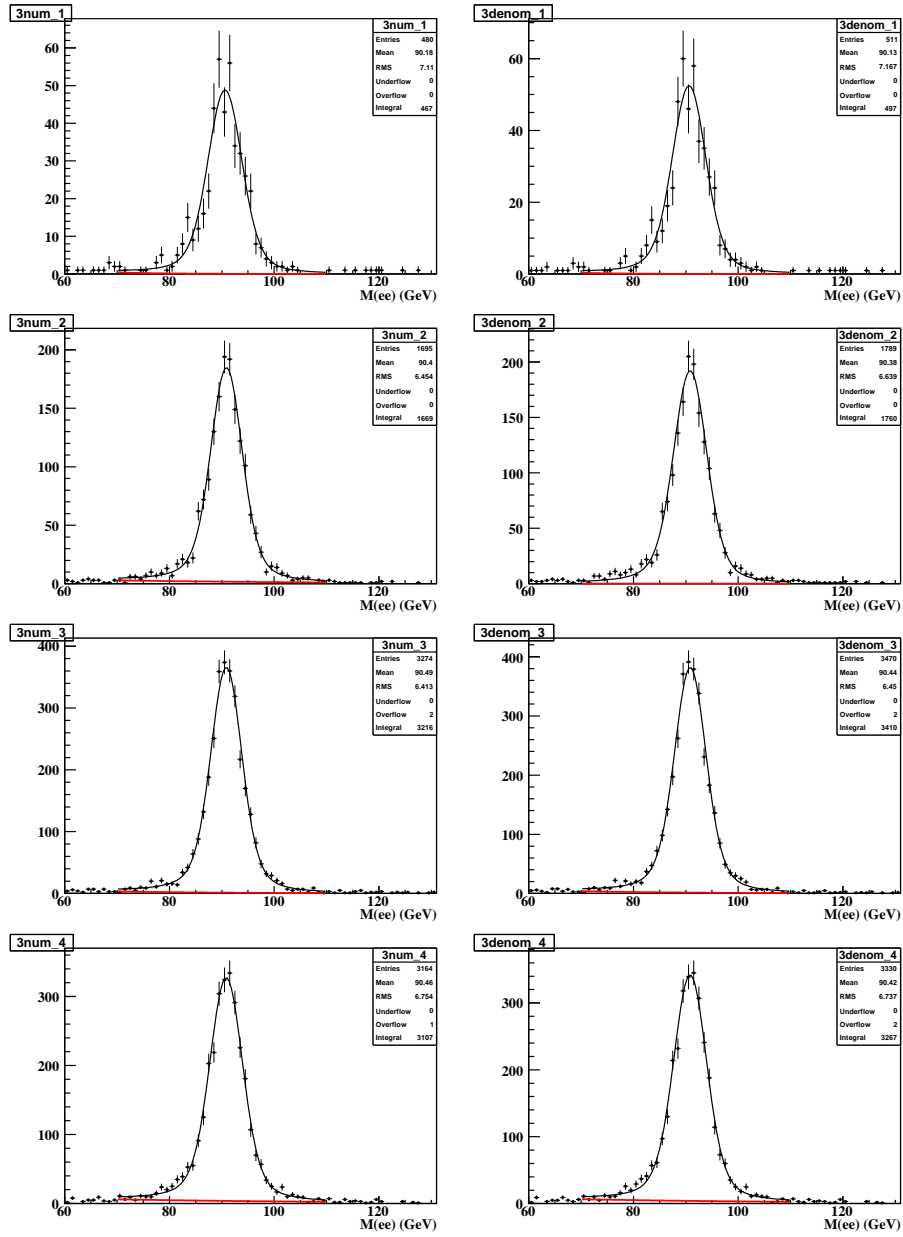 3num_1
3num_1
Entries 480
Mean 90.18
RMS 7.11
Underflow 0
Overflow 0
Integral 467
60
50
40
30
20
10
0
60 80 100 120
M(ee) (GeV)
3denom_1
3denom_1
Entries 511
Mean 90.13
RMS 7.167
Underflow 0
Overflow 0
Integral 497
60
40
20
0
60 80 100 120
M(ee) (GeV)
3num_2
3num_2
Entries 1695
Mean 90.4
RMS 6.454
Underflow 0
Overflow 0
Integral 1669
200
150
100
50
0
60 80 100 120
M(ee) (GeV)
3denom_2
3denom_2
Entries 1789
Mean 90.38
RMS 6.639
Underflow 0
Overflow 0
Integral 1760
200
150
100
50
0
60 80 100 120
M(ee) (GeV)
3num_3
3num_3
Entries 3274
Mean 90.49
RMS 6.413
Underflow 0
Overflow 2
Integral 3216
400
300
200
100
0
60 80 100 120
M(ee) (GeV)
3denom_3
3denom_3
Entries 3470
Mean 90.44
RMS 6.45
Underflow 0
Overflow 2
Integral 3410
400
300
200
100
0
60 80 100 120
M(ee) (GeV)
3num_4
3num_4
Entries 3164
Mean 90.46
RMS 6.754
Underflow 0
Overflow 1
Integral 3107
300
200
100
0
60 80 100 120
M(ee) (GeV)
3denom_4
3denom_4
Entries 3330
Mean 90.42
RMS 6.737
Underflow 0
Overflow 2
Integral 3267
300
200
100
0
60 80 100 120
M(ee) (GeV)